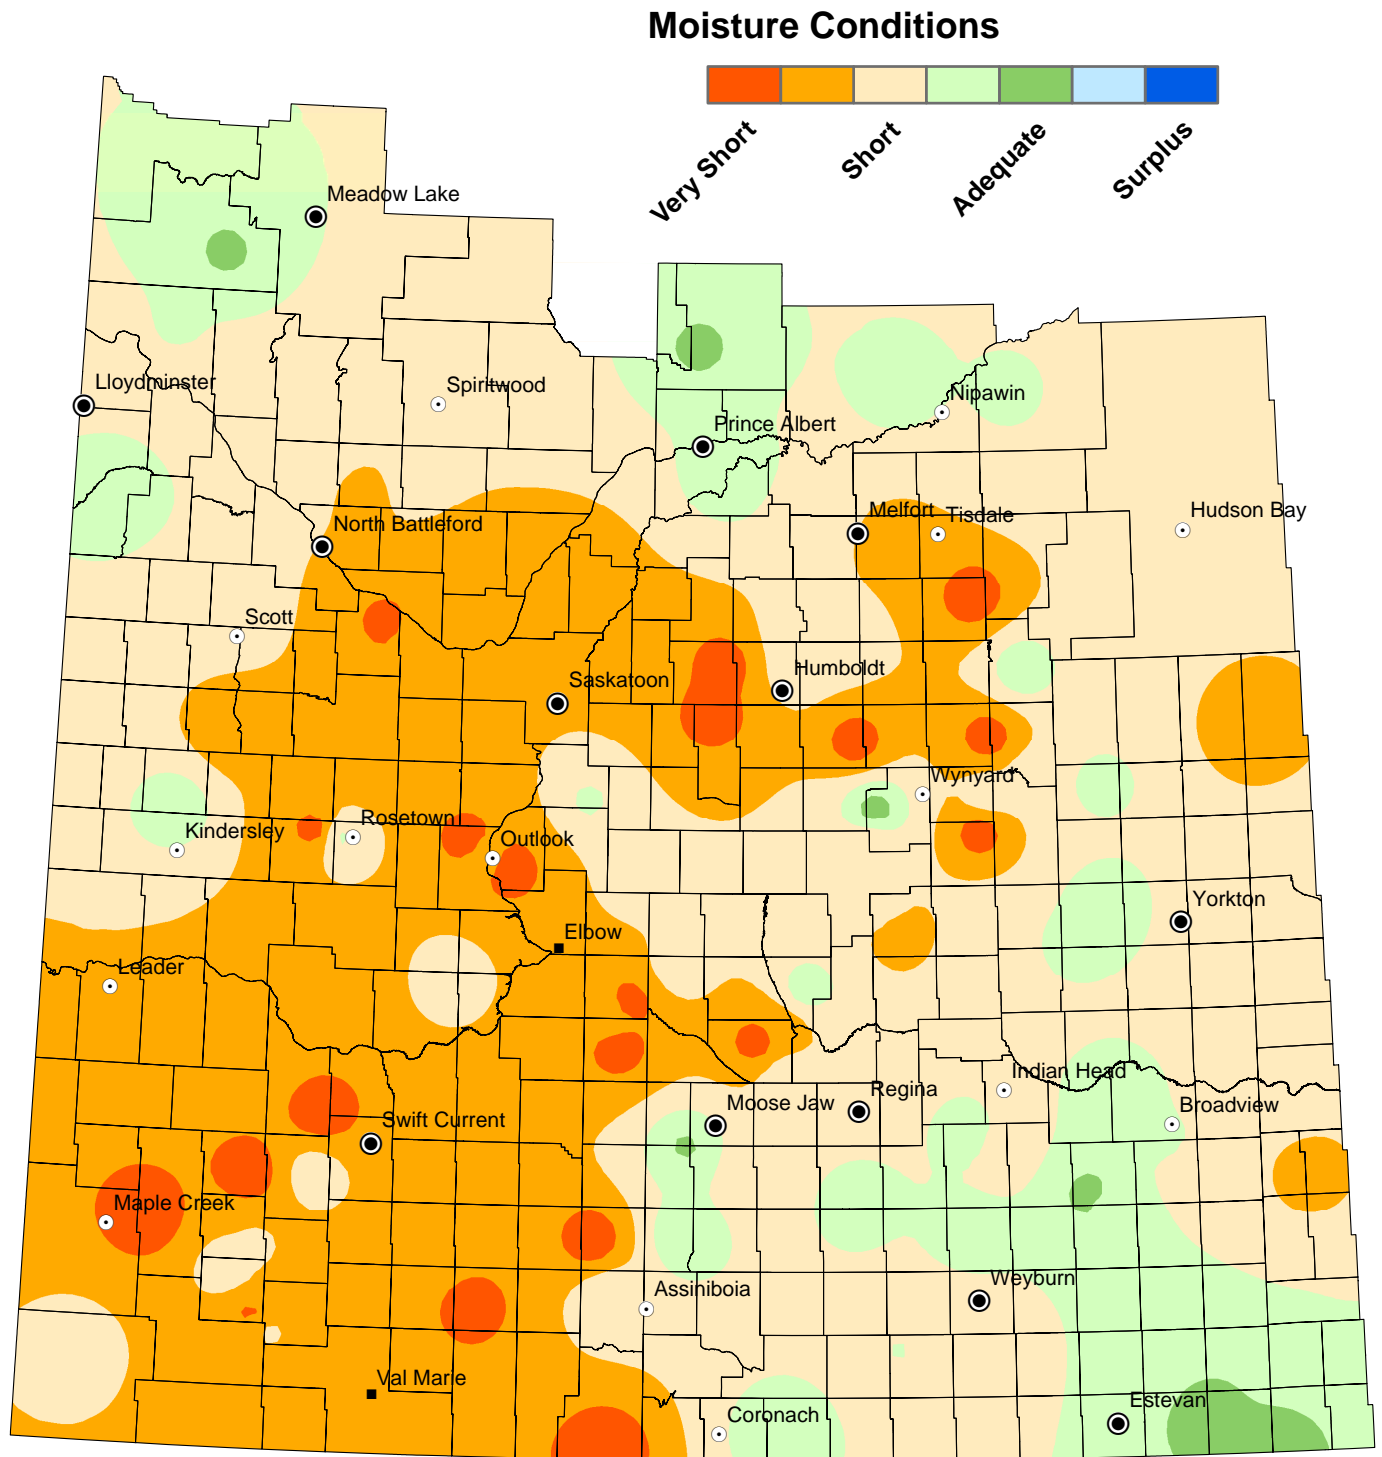 Moisture Conditions
Very Short
Short
Adequate
Surplus
Meadow Lake
Lloydminster
Spiritwood
Nipawin
Prince Albert
North Battleford
Melfort
Tisdale
Hudson Bay
Scott
Humboldt
Saskatoon
Wynyard
Rosetown
Kindersley
Outlook
Yorkton
Elbow
Leader
Indian Head
Regina
Moose Jaw
Broadview
Swift Current
Maple Creek
Weyburn
Assiniboia
Val Marie
Estevan
Coronach